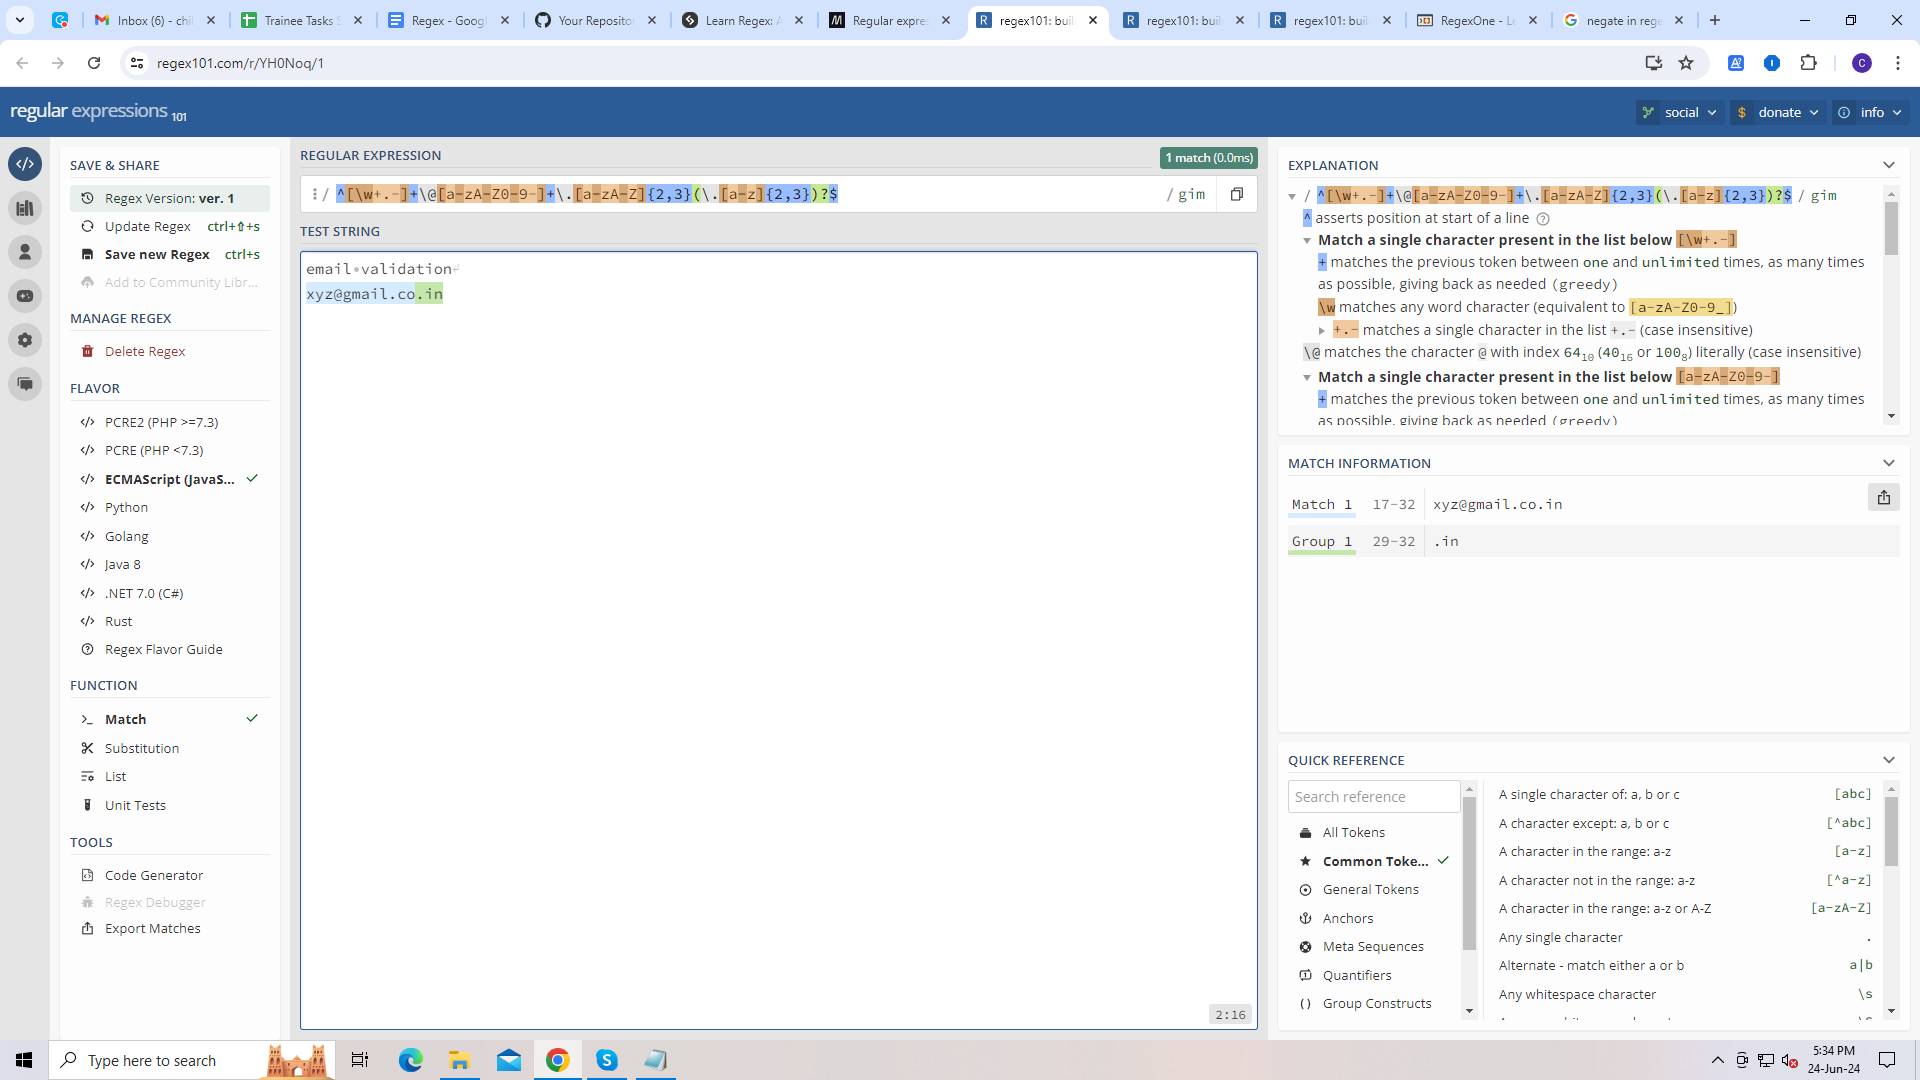 Inbox (6) - chi
Trainee Tasks S
Regex - Googl
Your Reposito
Learn Regex: A
Regular expres
regex101: buil
regex101: buil
regex101: buil
RegexOne - Le
negate in rege
regex101.com/r/YH0Noq/1
regular expressions 101
social
$ donate
info
SAVE & SHARE
Regex Version: ver. 1
Update Regex ctrl+⇧+s
Save new Regex ctrl+s
Add to Community Libr...
MANAGE REGEX
Delete Regex
FLAVOR
</> PCRE2 (PHP >=7.3)
</> PCRE (PHP <7.3)
</> ECMAScript (JavaS...
</> Python
</> Golang
</> Java 8
</> .NET 7.0 (C#)
</> Rust
Regex Flavor Guide
FUNCTION
Match
Substitution
List
Unit Tests
TOOLS
Code Generator
Regex Debugger
Export Matches
REGULAR EXPRESSION
1 match (0.0ms)
/ ^[\w+.-]+\@[a-zA-Z0-9-]+\.[a-zA-Z]{2,3}(\.[a-z]{2,3})?$ / gim
TEST STRING
email•validation↵
xyz@gmail.co.in
2:16
EXPLANATION
/ ^[\w+.-]+\@[a-zA-Z0-9-]+\.[a-zA-Z]{2,3}(\.[a-z]{2,3})?$ / gim
^ asserts position at start of a line
Match a single character present in the list below [\w+.-]
+ matches the previous token between one and unlimited times, as many times
as possible, giving back as needed (greedy)
\w matches any word character (equivalent to [a-zA-Z0-9_])
+.- matches a single character in the list +.- (case insensitive)
\@ matches the character @ with index 64₁₀ (40₁₆ or 100₈) literally (case insensitive)
Match a single character present in the list below [a-zA-Z0-9-]
+ matches the previous token between one and unlimited times, as many times
as possible, giving back as needed (greedy)
MATCH INFORMATION
Match 1 17-32 xyz@gmail.co.in
Group 1 29-32 .in
QUICK REFERENCE
Search reference
All Tokens
Common Toke...
General Tokens
Anchors
Meta Sequences
Quantifiers
() Group Constructs
A single character of: a, b or c [abc]
A character except: a, b or c [^abc]
A character in the range: a-z [a-z]
A character not in the range: a-z [^a-z]
A character in the range: a-z or A-Z [a-zA-Z]
Any single character .
Alternate - match either a or b a|b
Any whitespace character \s
Type here to search
5:34 PM
24-Jun-24